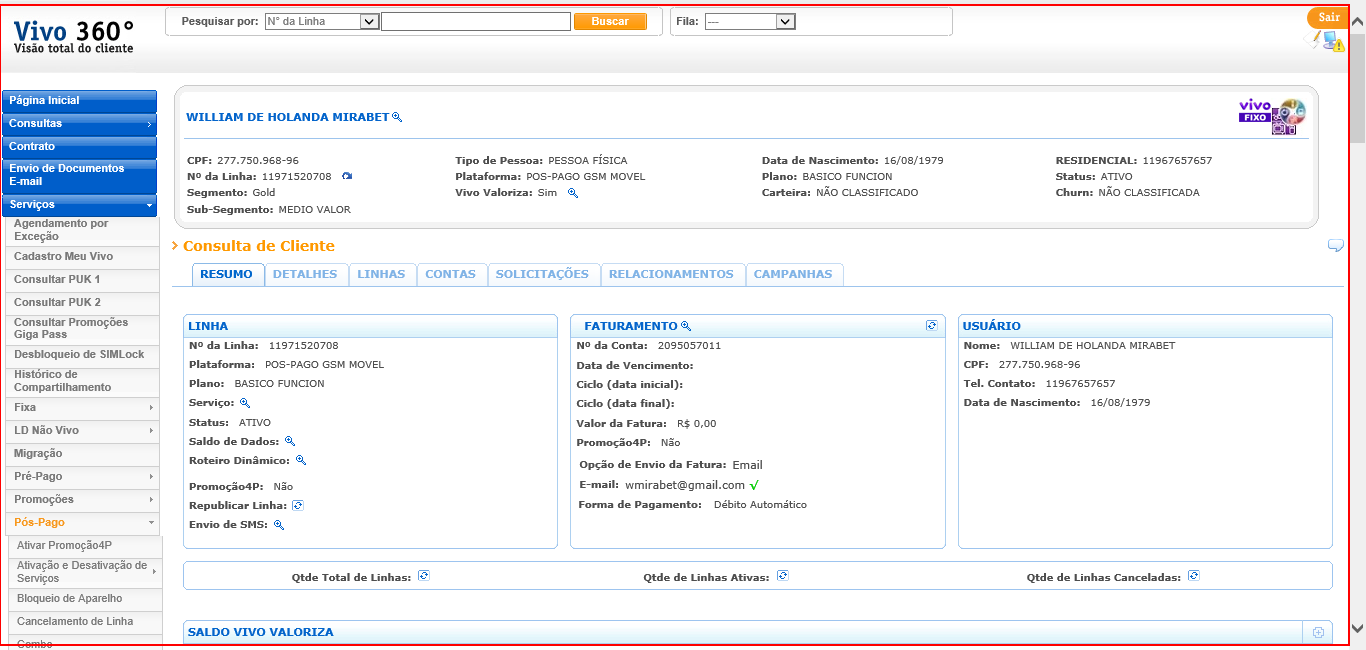 Vivo 360°
Visão total do cliente
Pesquisar por: N° da Linha Buscar
Fila: ---
Sair
Página Inicial
Consultas
Contrato
Envio de Documentos
E-mail
Serviços
Agendamento por
Exceção
Cadastro Meu Vivo
Consultar PUK 1
Consultar PUK 2
Consultar Promoções
Giga Pass
Desbloqueio de SIMLock
Histórico de
Compartilhamento
Fixa
LD Não Vivo
Migração
Pré-Pago
Promoções
Pós-Pago
Ativar Promoção4P
Ativação e Desativação de
Serviços
Bloqueio de Aparelho
Cancelamento de Linha
Combo
WILLIAM DE HOLANDA MIRABET
vivo
FIXO
CPF: 277.750.968-96
Nº da Linha: 11971520708
Segmento: Gold
Sub-Segmento: MEDIO VALOR
Tipo de Pessoa: PESSOA FÍSICA
Plataforma: POS-PAGO GSM MOVEL
Vivo Valoriza: Sim
Data de Nascimento: 16/08/1979
Plano: BASICO FUNCION
Carteira: NÃO CLASSIFICADO
RESIDENCIAL: 11967657657
Status: ATIVO
Churn: NÃO CLASSIFICADA
Consulta de Cliente
RESUMO DETALHES LINHAS CONTAS SOLICITAÇÕES RELACIONAMENTOS CAMPANHAS
LINHA
Nº da Linha: 11971520708
Plataforma: POS-PAGO GSM MOVEL
Plano: BASICO FUNCION
Serviço:
Status: ATIVO
Saldo de Dados:
Roteiro Dinâmico:
Promoção4P: Não
Republicar Linha:
Envio de SMS:
FATURAMENTO
Nº da Conta: 2095057011
Data de Vencimento:
Ciclo (data inicial):
Ciclo (data final):
Valor da Fatura: R$ 0,00
Promoção4P: Não
Opção de Envio da Fatura: Email
E-mail: wmirabet@gmail.com √
Forma de Pagamento: Débito Automático
USUÁRIO
Nome: WILLIAM DE HOLANDA MIRABET
CPF: 277.750.968-96
Tel. Contato: 11967657657
Data de Nascimento: 16/08/1979
Qtde Total de Linhas:
Qtde de Linhas Ativas:
Qtde de Linhas Canceladas:
SALDO VIVO VALORIZA